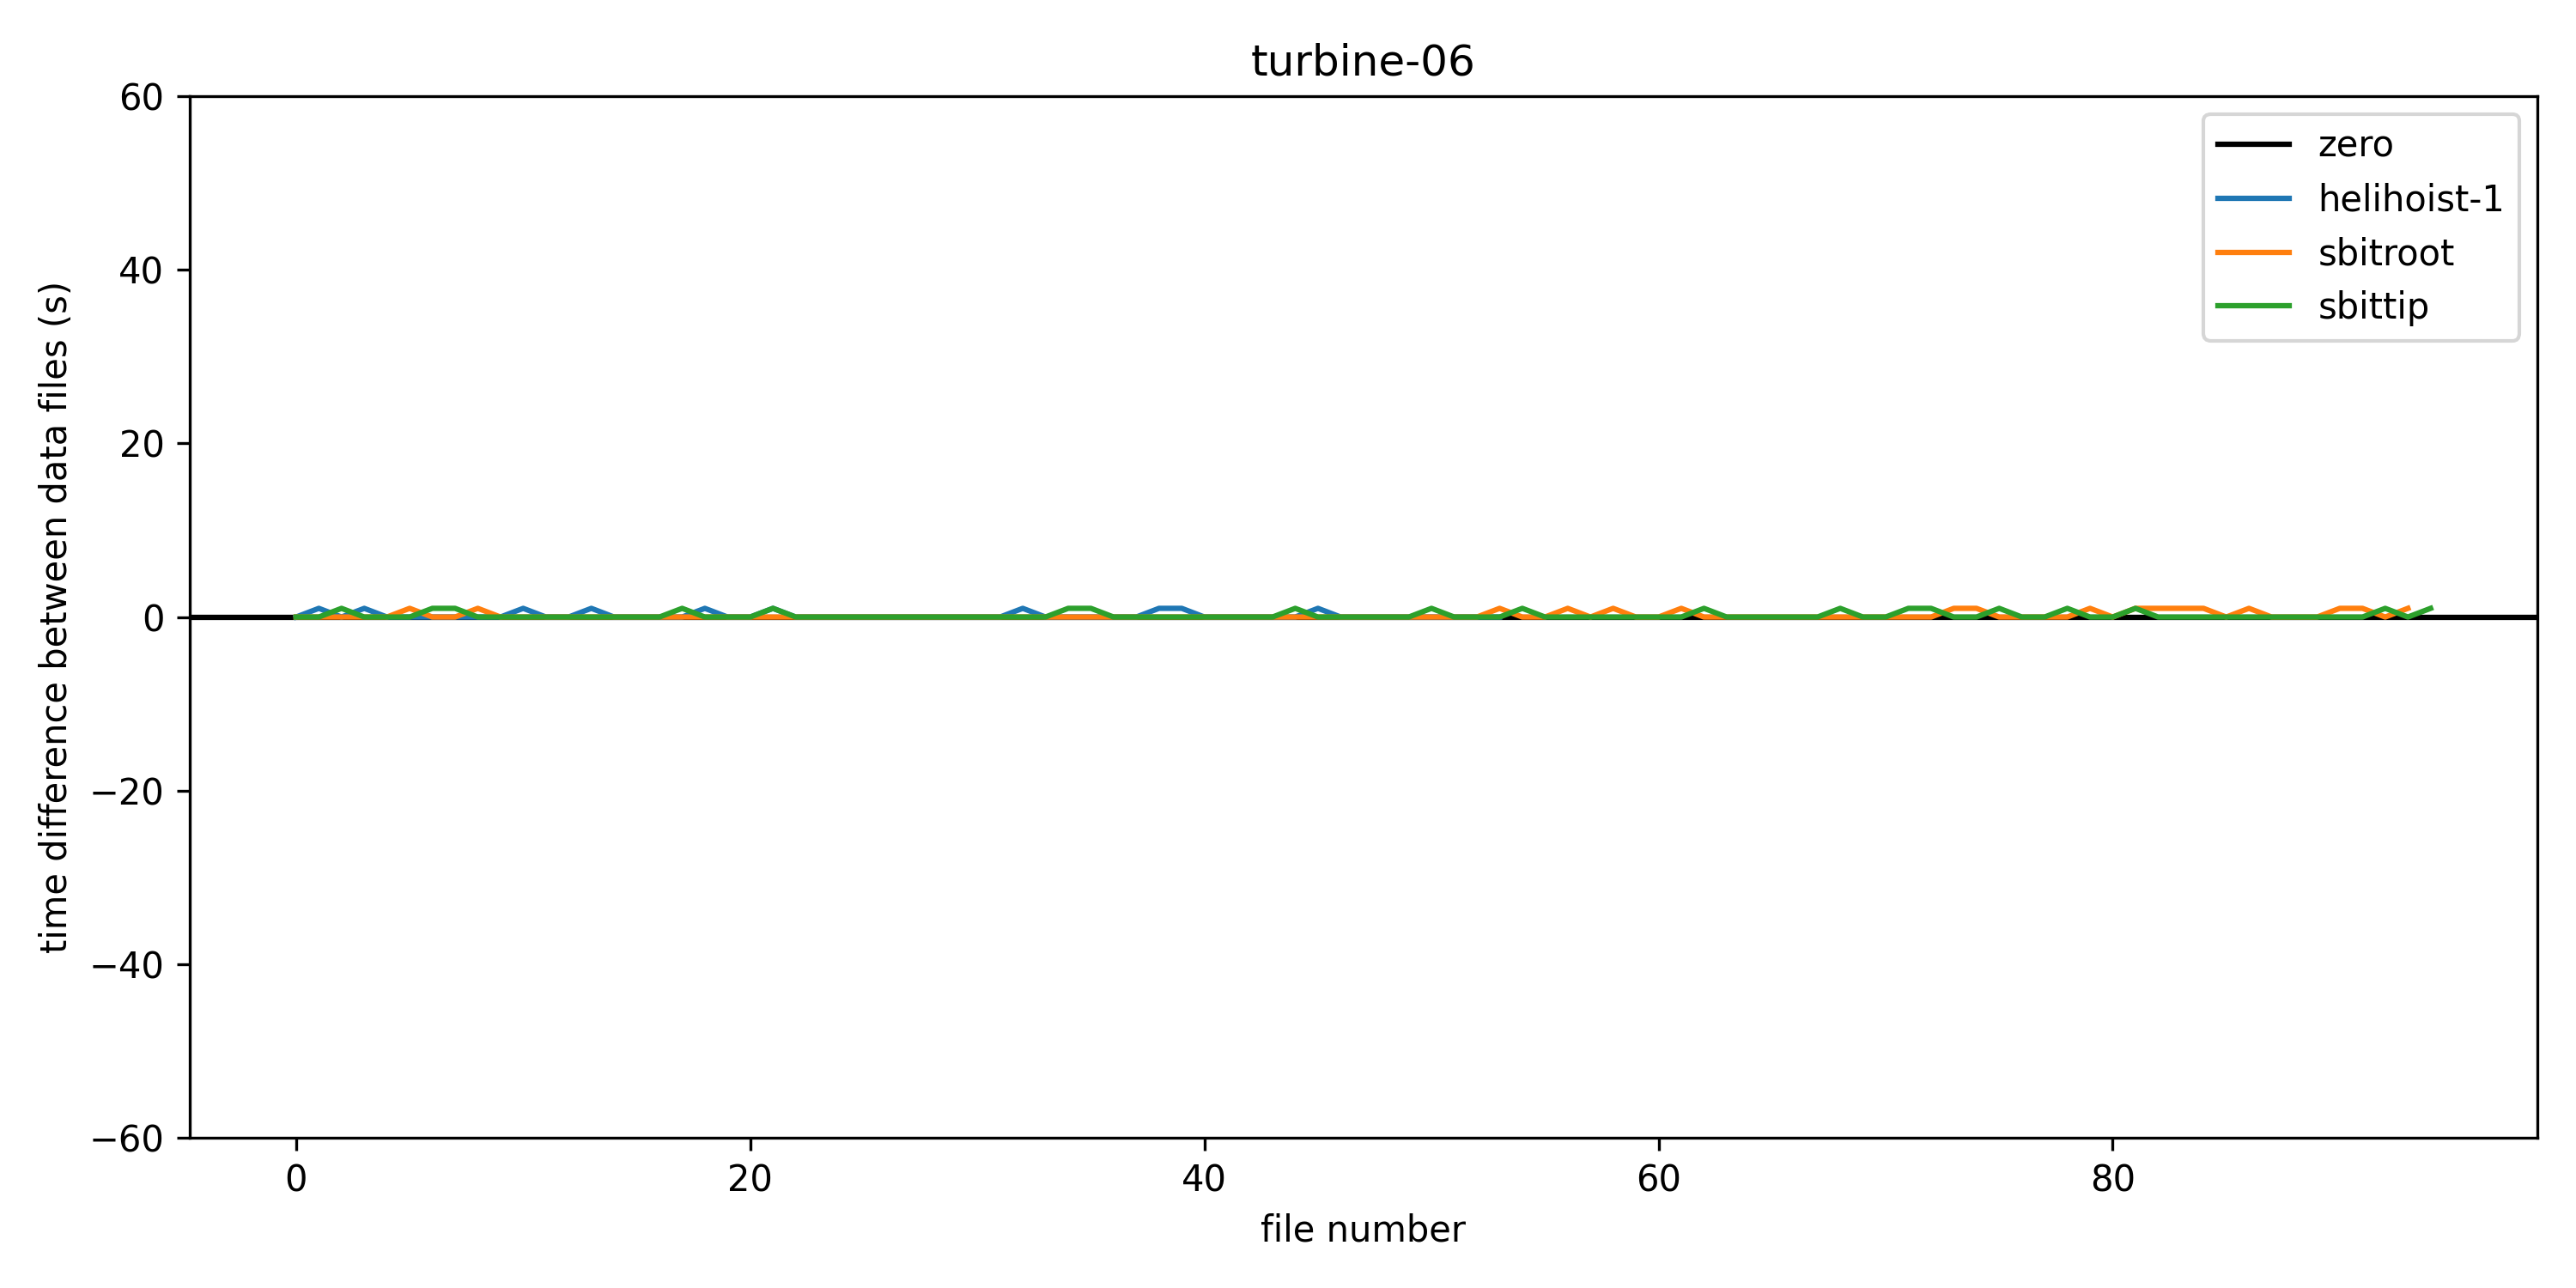 turbine-06
60
40
20
0
−20
−40
−60
time difference between data files (s)
zero
helihoist-1
sbitroot
sbittip
0 20 40 60 80
file number